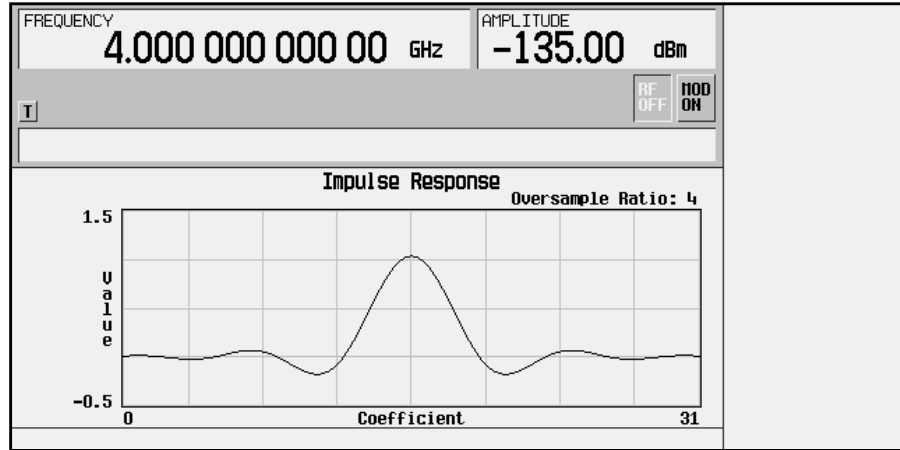 FREQUENCY
4.000 000 000 00 GHz
AMPLITUDE
-135.00 dBm
RF
OFF
MOD
ON
T
Impulse Response
Oversample Ratio: 4
1.5
Value
-0.5
0
Coefficient
31